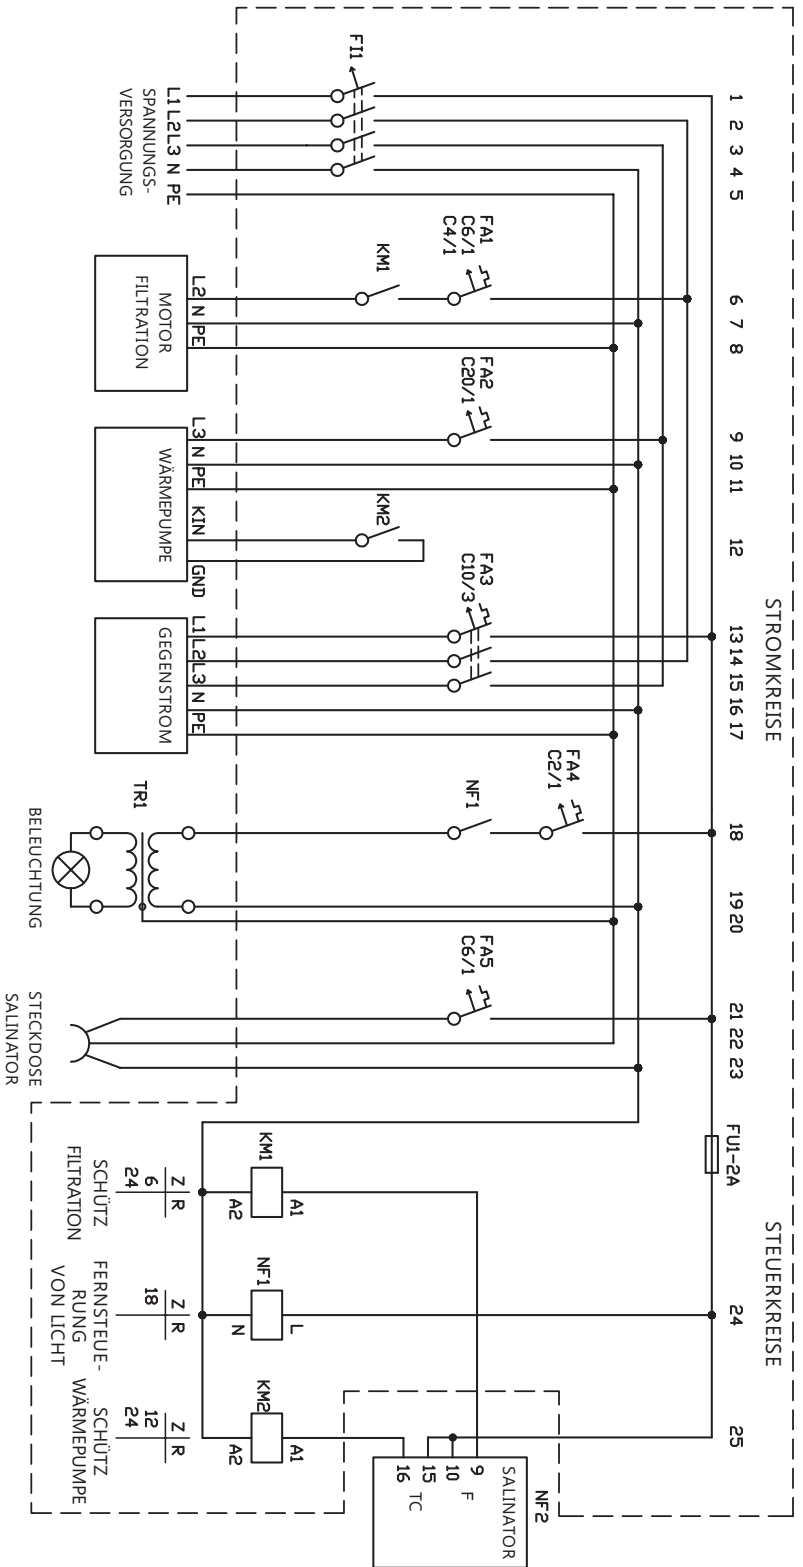 STROMKREISE
STEUERKREISE
1
2
3
4
5
6
7
8
9
10
11
12
13
14
15
16
17
18
19
20
21
22
23
FU1-2A
24
25
FI1
L1
L2
L3
N
PE
SPANNUNGS-
VERSORGUNG
FA1
C6/1
C4/1
KM1
L2
N
PE
MOTOR
FILTRATION
FA2
C20/1
L3
N
PE
KM2
KIN
GND
WÄRMEPUMPE
FA3
C10/3
L1
L2
L3
N
PE
GEGENSTROM
FA4
C2/1
NF1
TR1
BELEUCHTUNG
FA5
C6/1
STECKDOSE
SALINATOR
KM1
A1
A2
Z R
6
24
SCHÜTZ
FILTRATION
NF1
L
N
Z R
18
FERNSTEUE-
RUNG
VON LICHT
KM2
A1
A2
Z R
12
24
SCHÜTZ
WÄRMEPUMPE
NF2
SALINATOR
9
F
10
15
TC
16